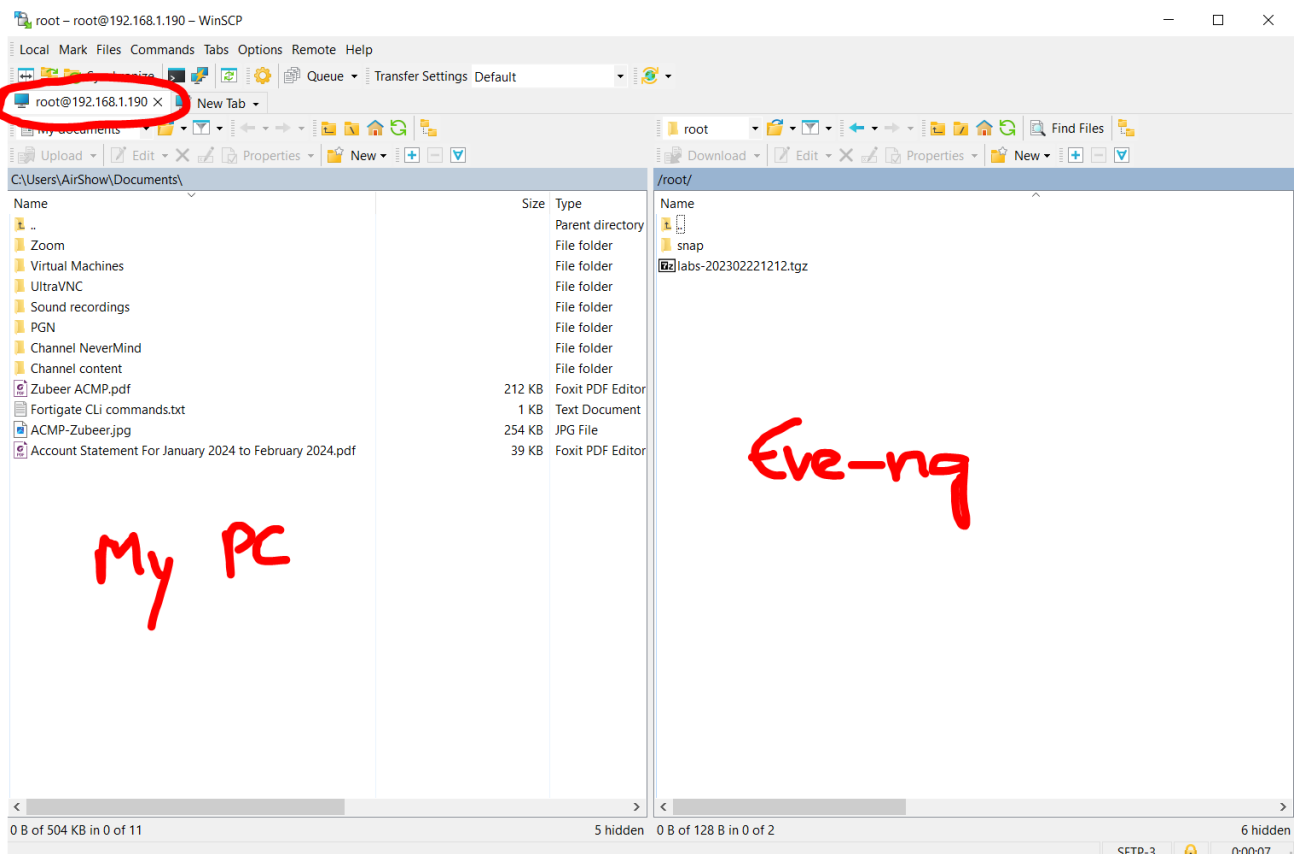 root – root@192.168.1.190 – WinSCP
Local Mark Files Commands Tabs Options Remote Help
Synchronize Queue Transfer Settings Default
root@192.168.1.190 New Tab
My documents root Find Files
Upload Edit Properties New Download Edit Properties New
C:\Users\AirShow\Documents\ /root/
Name Size Type Name
.. Parent directory ..
Zoom File folder snap
Virtual Machines File folder labs-202302221212.tgz
UltraVNC File folder
Sound recordings File folder
PGN File folder
Channel NeverMind File folder
Channel content File folder
Zubeer ACMP.pdf 212 KB Foxit PDF Editor
Fortigate CLi commands.txt 1 KB Text Document
ACMP-Zubeer.jpg 254 KB JPG File
Account Statement For January 2024 to February 2024.pdf 39 KB Foxit PDF Editor
Eve-ng
My PC
0 B of 504 KB in 0 of 11 5 hidden 0 B of 128 B in 0 of 2 6 hidden
SFTP-3 0:00:07